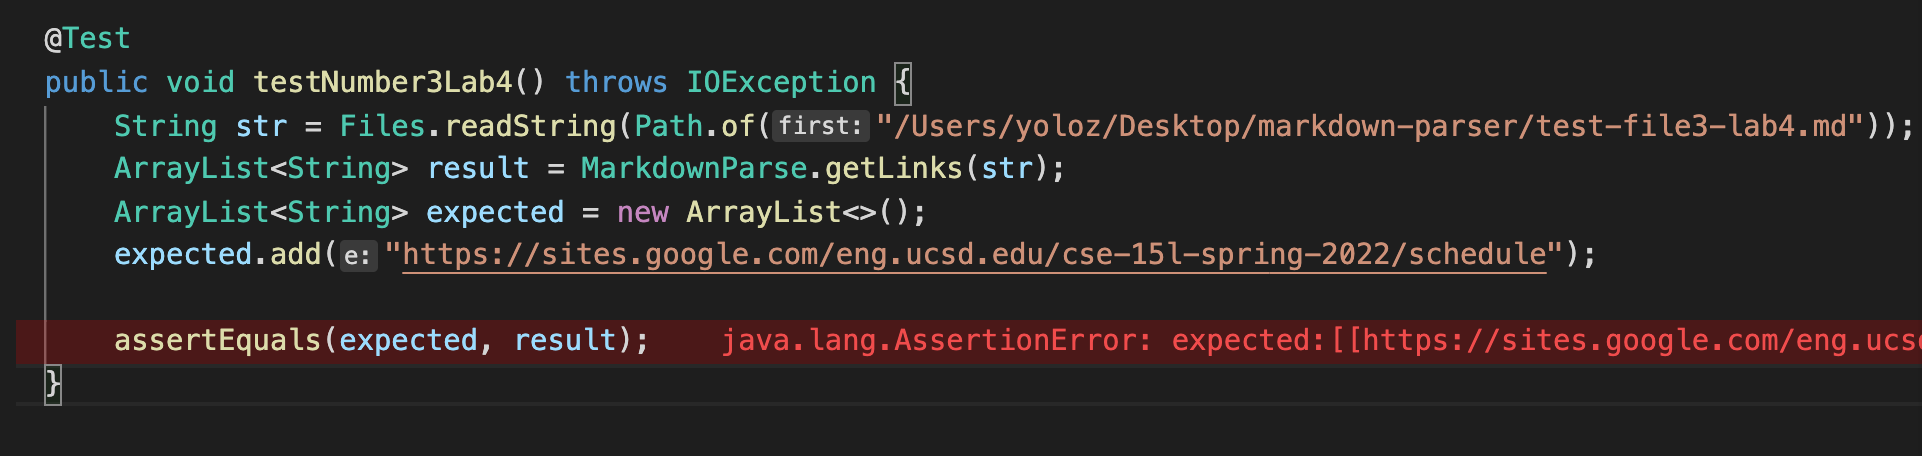 @Test
public void testNumber3Lab4() throws IOException {
String str = Files.readString(Path.of(first:"/Users/yoloz/Desktop/markdown-parser/test-file3-lab4.md"));
ArrayList<String> result = MarkdownParse.getLinks(str);
ArrayList<String> expected = new ArrayList<>();
expected.add(e:"https://sites.google.com/eng.ucsd.edu/cse-15l-spring-2022/schedule");
assertEquals(expected, result); java.lang.AssertionError: expected:[[https://sites.google.com/eng.ucsd
}